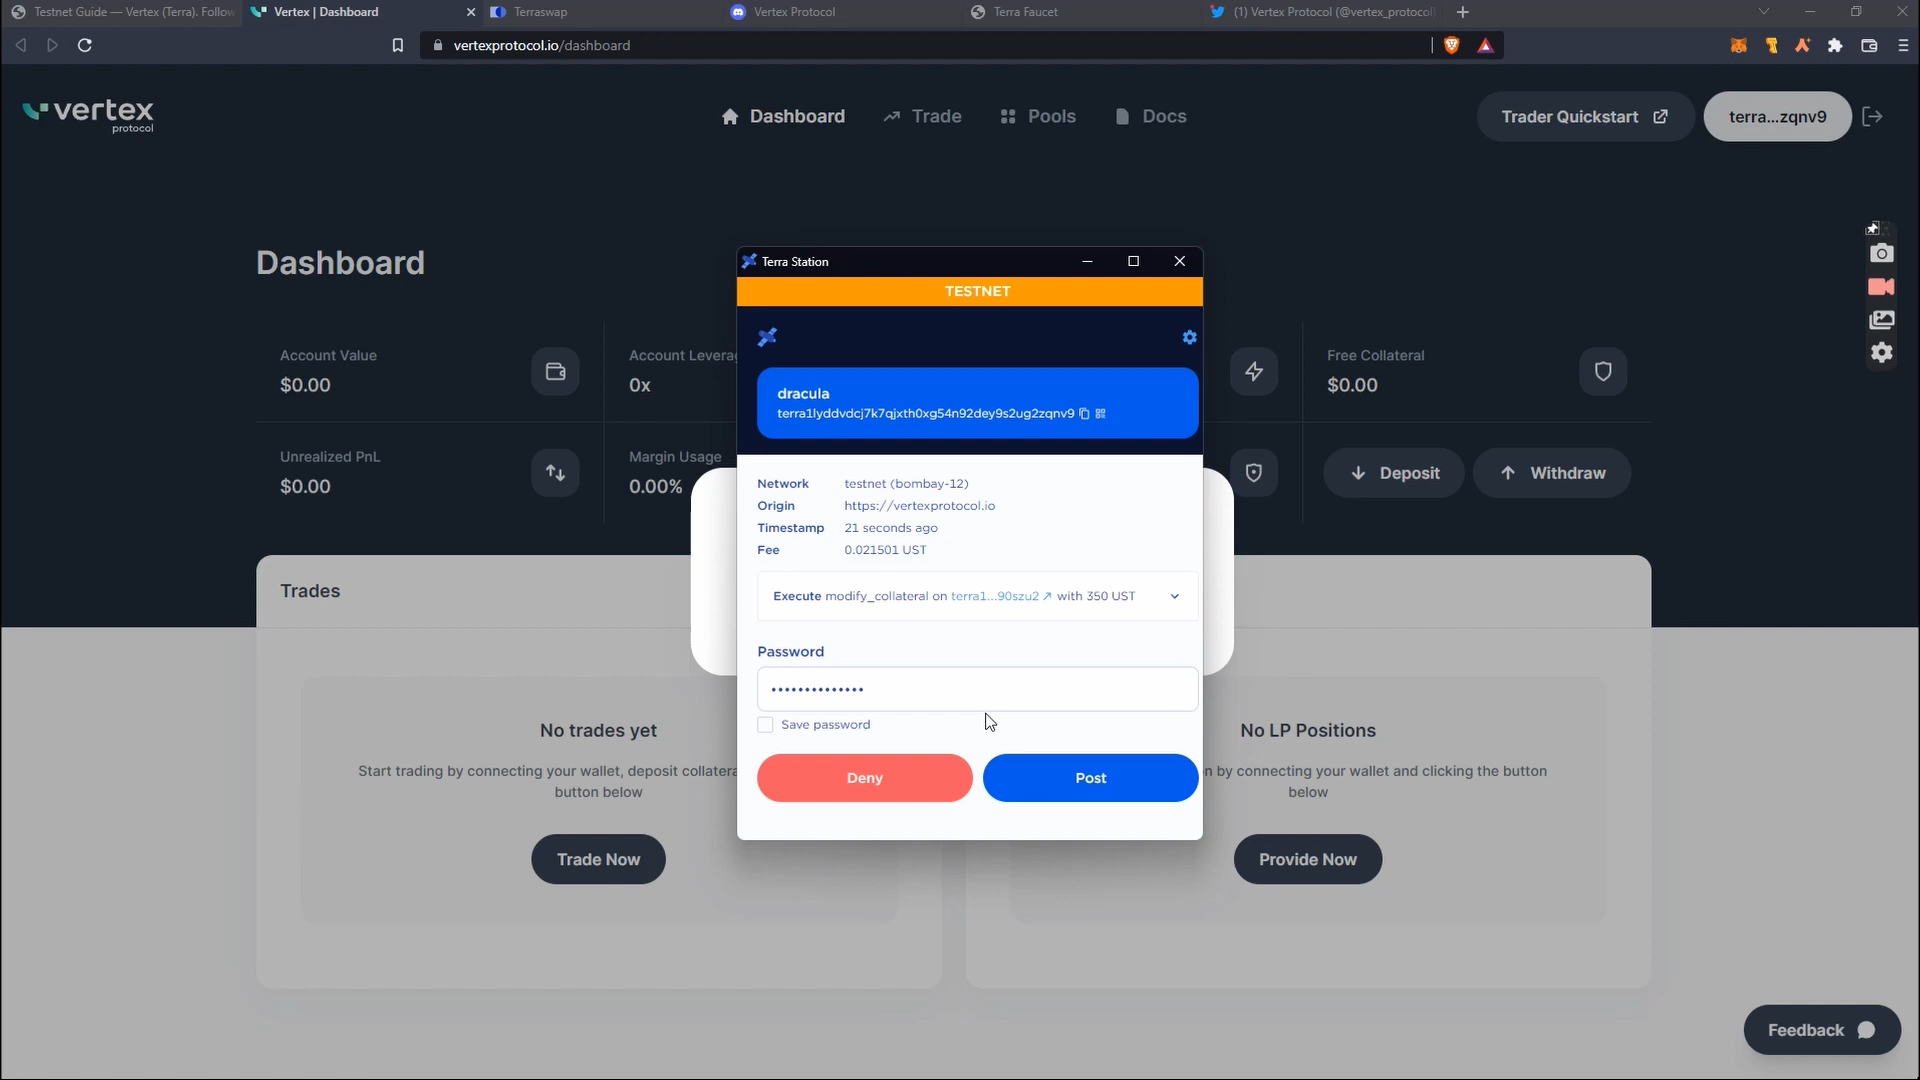 Testnet Guide — Vertex (Terra). Follow
Vertex | Dashboard
Terraswap
Vertex Protocol
Terra Faucet
(1) Vertex Protocol (@vertex_protocol
vertexprotocol.io/dashboard
vertex
protocol
Dashboard
Trade
Pools
Docs
Trader Quickstart
terra...zqnv9
Dashboard
Account Value
$0.00
Account Leverag
0x
Free Collateral
$0.00
Unrealized PnL
$0.00
Margin Usage
0.00%
Deposit
Withdraw
Terra Station
TESTNET
dracula
terra1lyddvdcj7k7qjxth0xg54n92dey9s2ug2zqnv9
Network testnet (bombay-12)
Origin https://vertexprotocol.io
Timestamp 21 seconds ago
Fee 0.021501 UST
Execute modify_collateral on terra1...90szu2 with 350 UST
Password
••••••••••••••
Save password
Deny
Post
Trades
No trades yet
Start trading by connecting your wallet, deposit collatera
button below
Trade Now
No LP Positions
n by connecting your wallet and clicking the button
below
Provide Now
Feedback